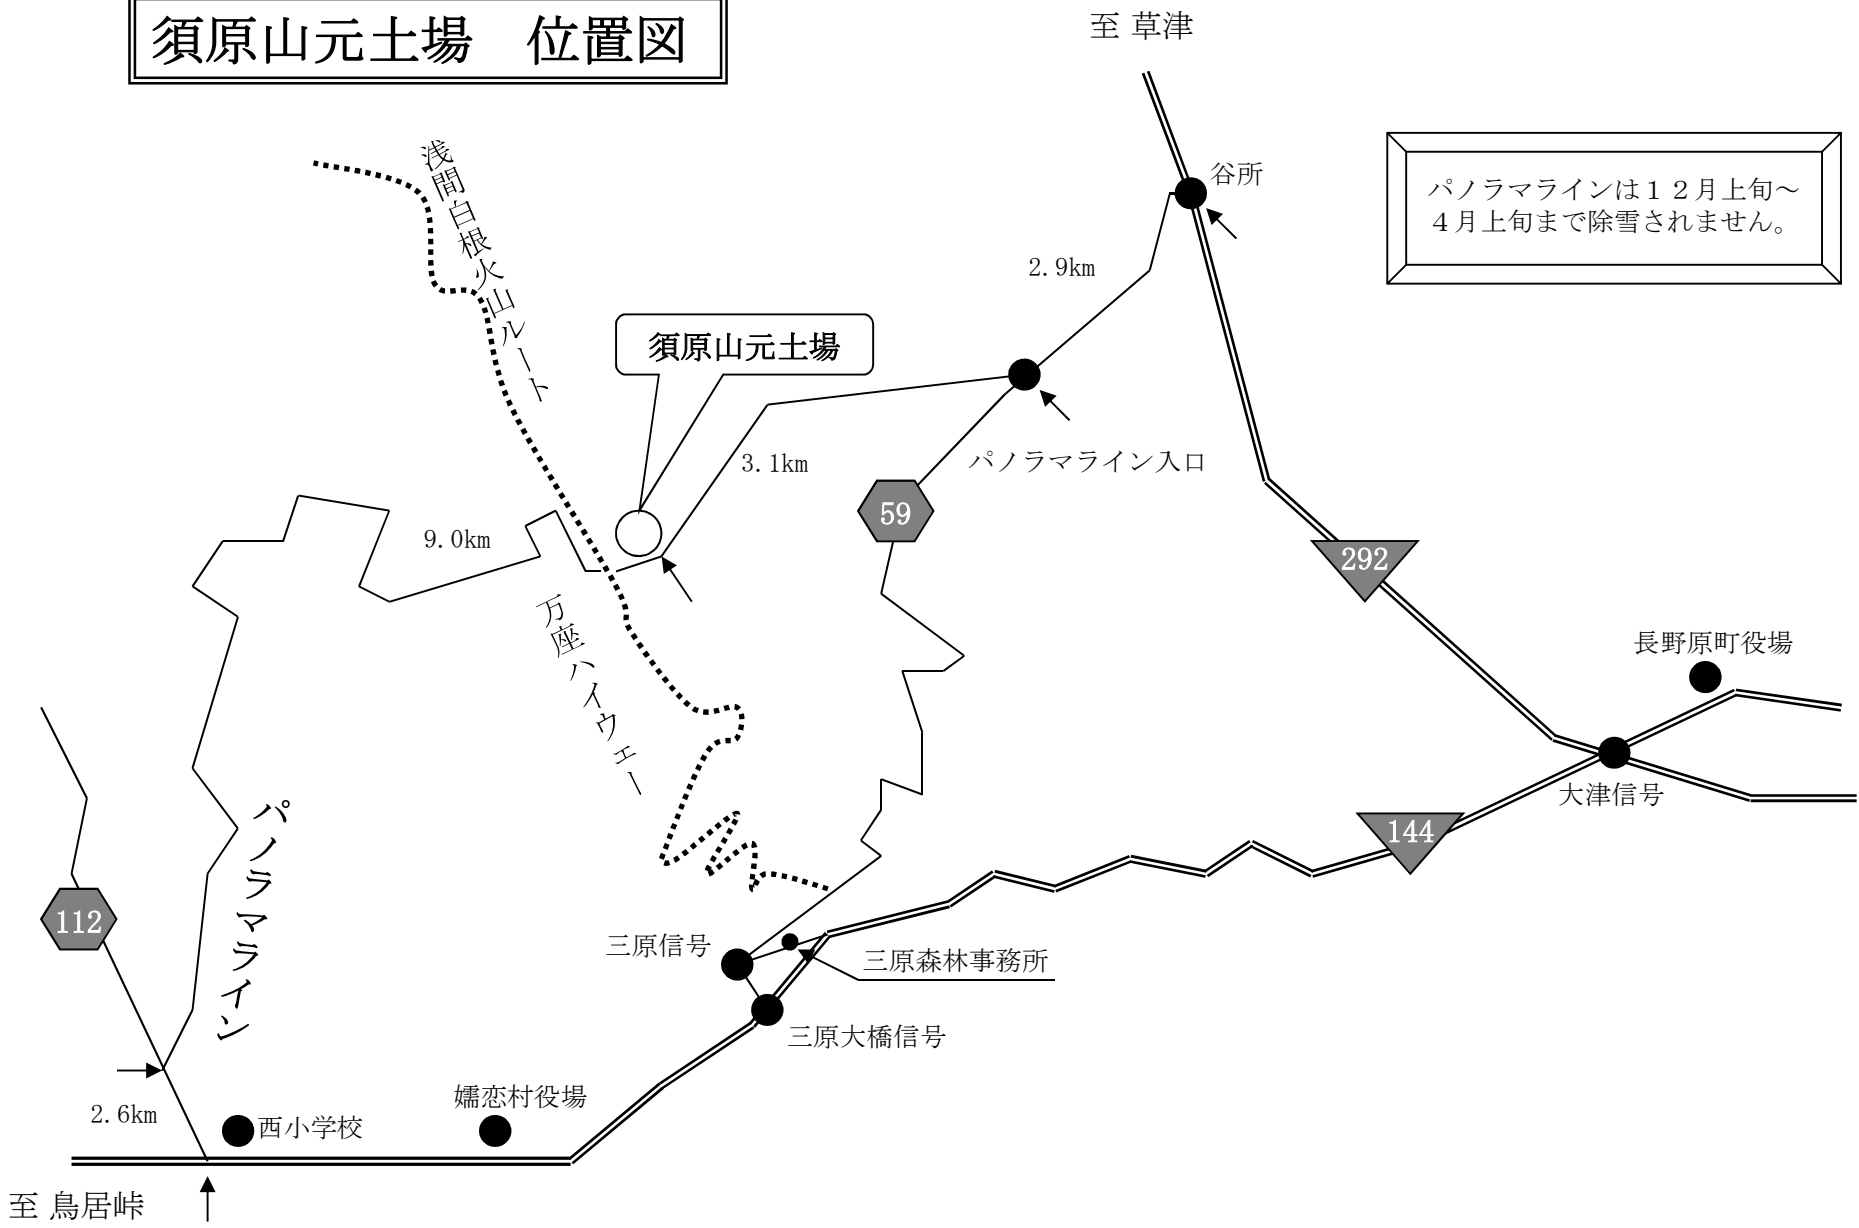 須原山元土場　位置図
至 草津
谷所
パノラマラインは１２月上旬～
４月上旬まで除雪されません。
浅間白根火山ルート
2.9km
須原山元土場
3.1km
パノラマライン入口
59
9.0km
292
万座ハイウェー
長野原町役場
大津信号
144
パノラマライン
112
三原信号
三原森林事務所
三原大橋信号
嬬恋村役場
2.6km
西小学校
至 鳥居峠